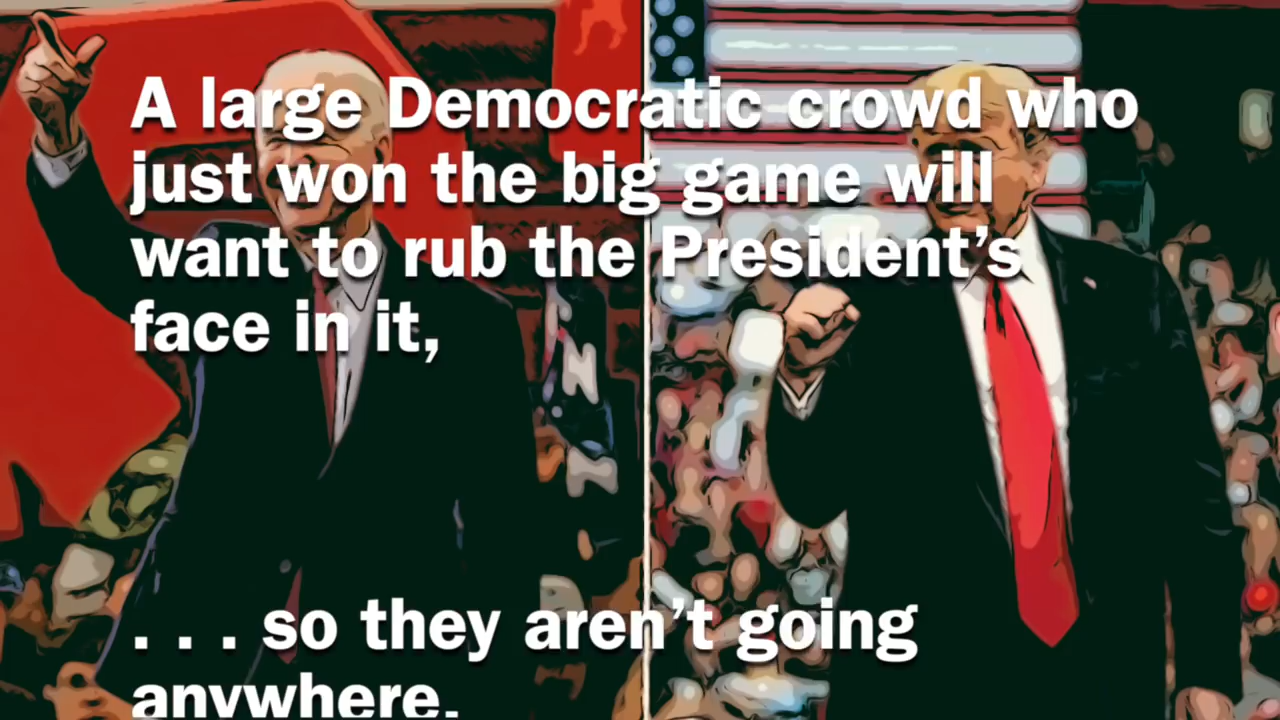 A large Democratic crowd who
just won the big game will
want to rub the President’s
face in it,
. . . so they aren’t going
anywhere.